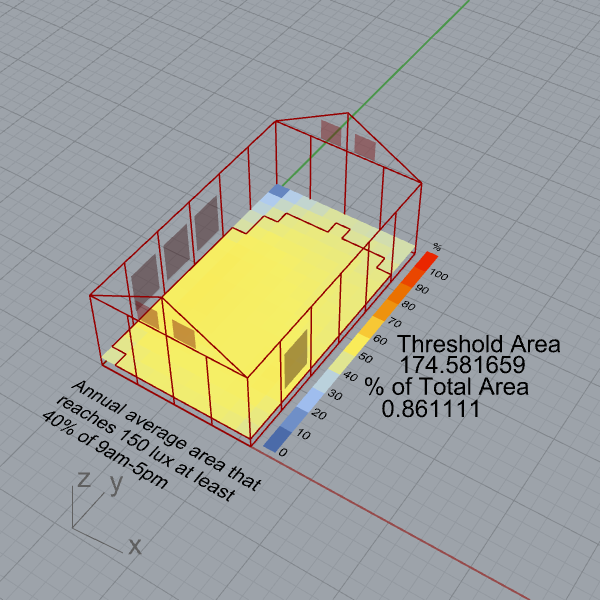 %
100
90
80
70
60
50
40
30
20
10
0
Threshold Area
174.581659
% of Total Area
0.861111
Annual average area that
reaches 150 lux at least
40% of 9am-5pm
z
y
x